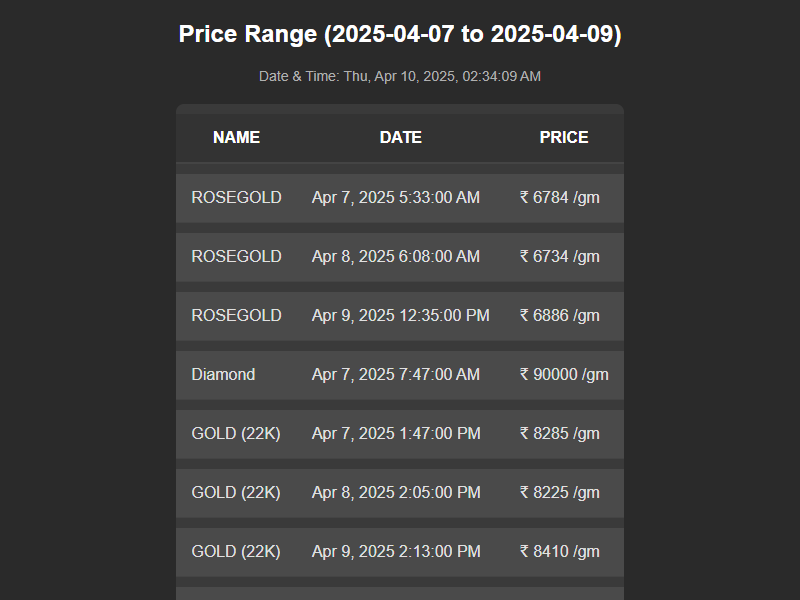 Price Range (2025-04-07 to 2025-04-09)
Date & Time: Thu, Apr 10, 2025, 02:34:09 AM
NAME DATE PRICE
ROSEGOLD Apr 7, 2025 5:33:00 AM ₹ 6784 /gm
ROSEGOLD Apr 8, 2025 6:08:00 AM ₹ 6734 /gm
ROSEGOLD Apr 9, 2025 12:35:00 PM ₹ 6886 /gm
Diamond Apr 7, 2025 7:47:00 AM ₹ 90000 /gm
GOLD (22K) Apr 7, 2025 1:47:00 PM ₹ 8285 /gm
GOLD (22K) Apr 8, 2025 2:05:00 PM ₹ 8225 /gm
GOLD (22K) Apr 9, 2025 2:13:00 PM ₹ 8410 /gm